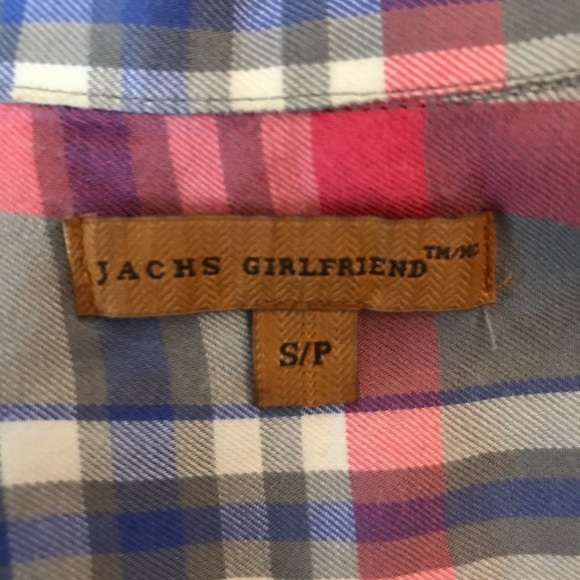 JACHS GIRLFRIEND TM/MC
S/P